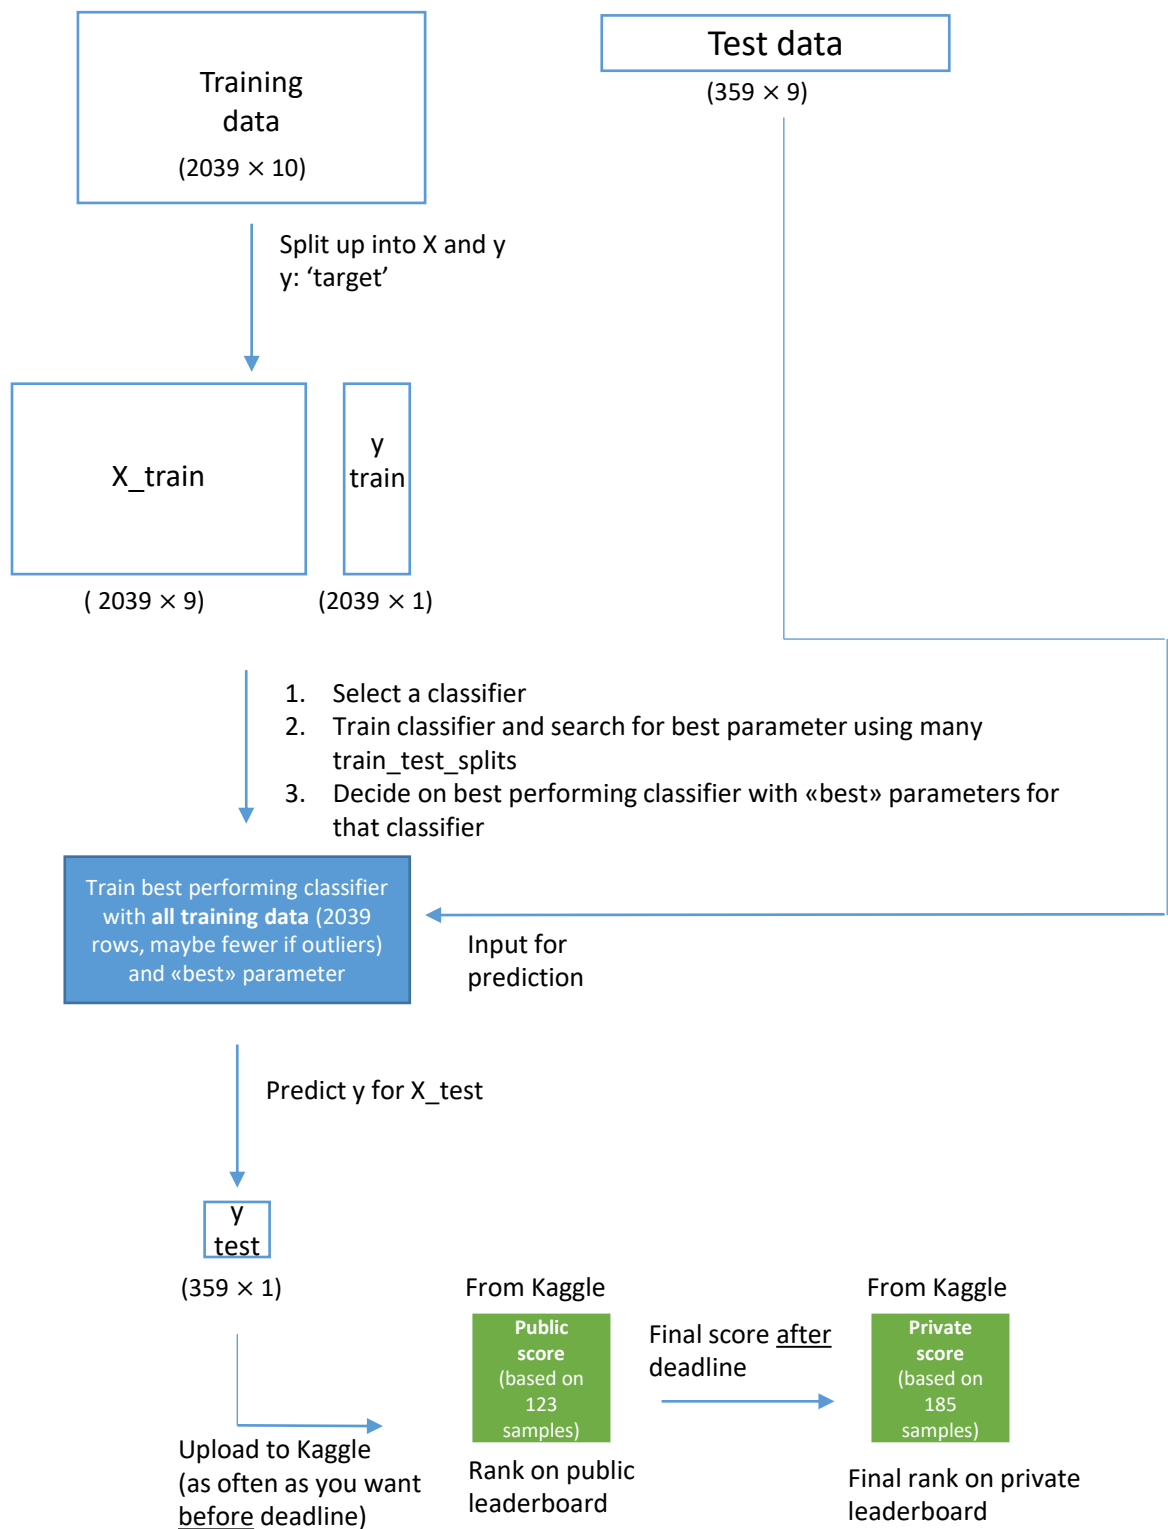 Training
data
(2039 × 10)
Test data
(359 × 9)
Split up into X and y
y: ‘target’
X_train
y
train
( 2039 × 9)
(2039 × 1)
1. Select a classifier
2. Train classifier and search for best parameter using many
train_test_splits
3. Decide on best performing classifier with «best» parameters for
that classifier
Train best performing classifier
with all training data (2039
rows, maybe fewer if outliers)
and «best» parameter
Input for
prediction
Predict y for X_test
y
test
(359 × 1)
Upload to Kaggle
(as often as you want
before deadline)
From Kaggle
Public
score
(based on
123
samples)
Rank on public
leaderboard
Final score after
deadline
From Kaggle
Private
score
(based on
185
samples)
Final rank on private
leaderboard